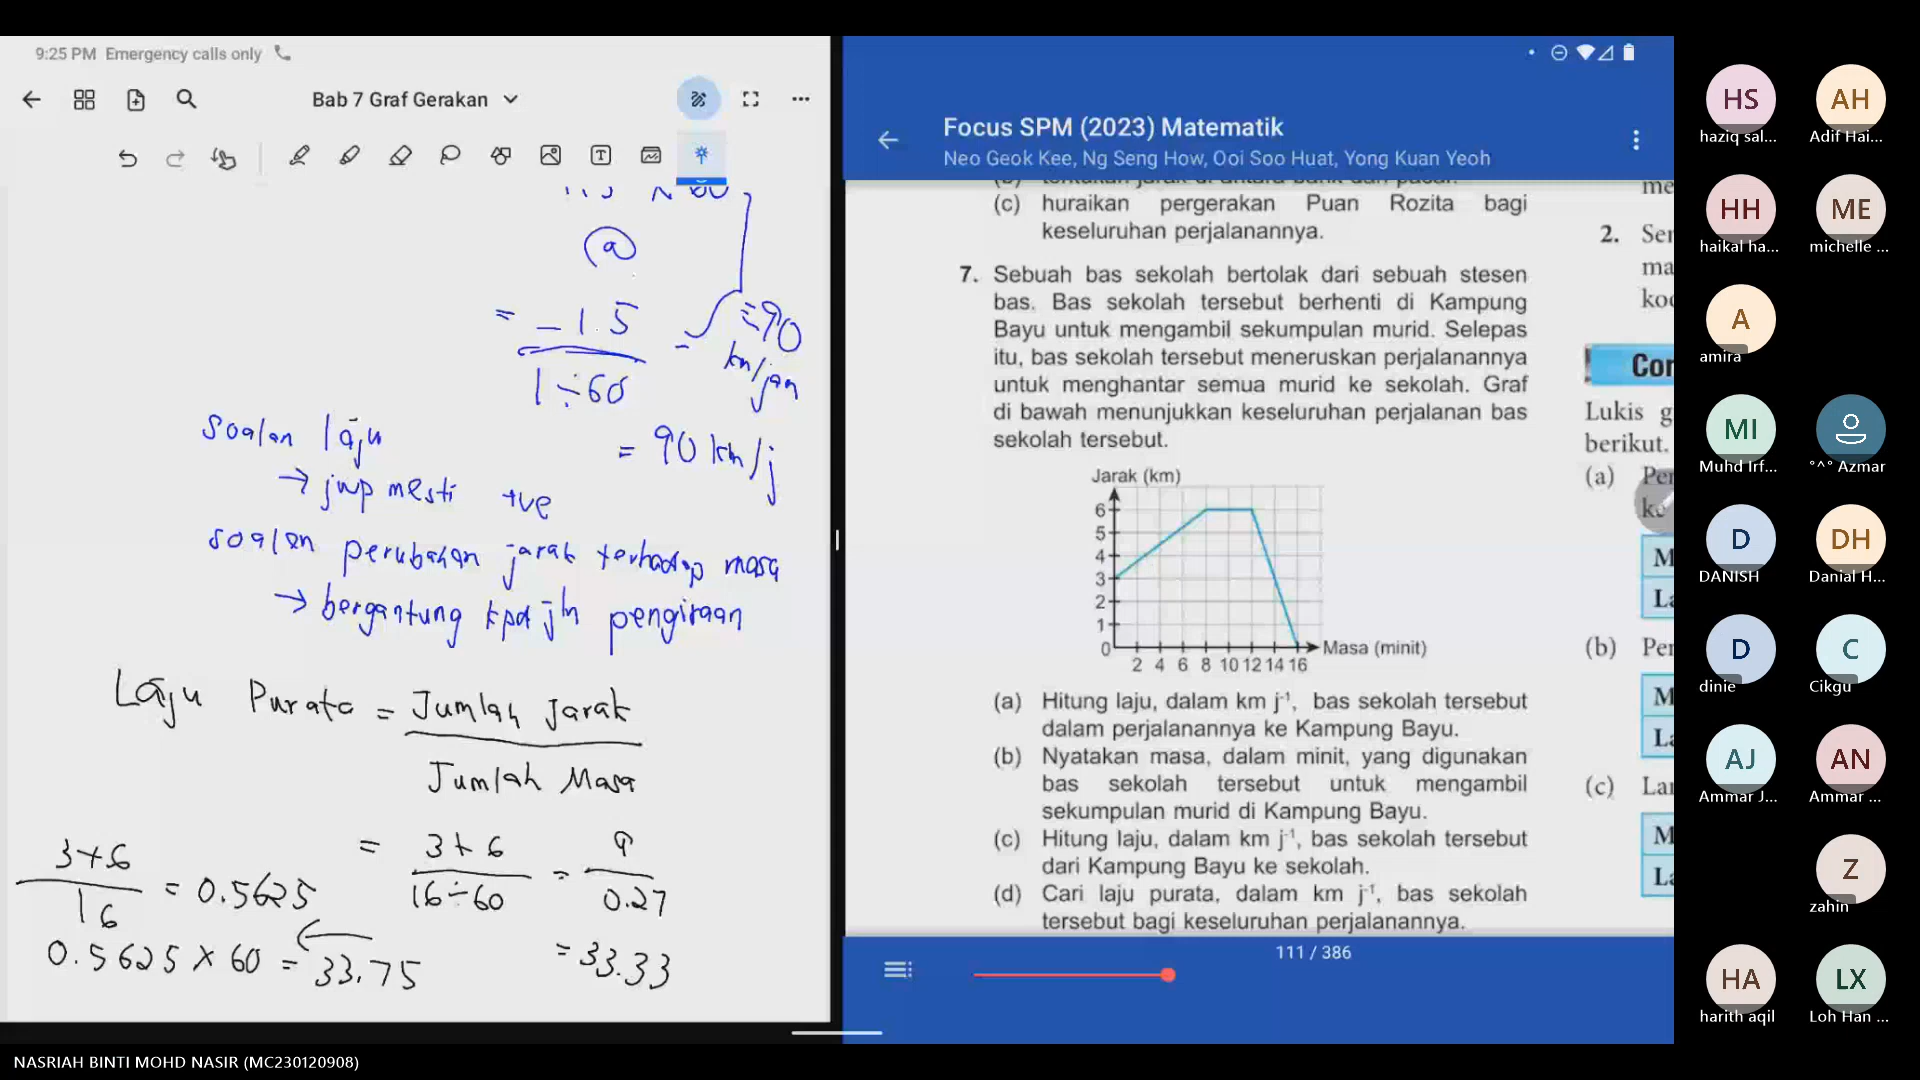 9:25 PM Emergency calls only
Bab 7 Graf Gerakan
a
= -1.5 / 1÷60
= 90 km/jam
= 90 km/j
Soalan laju
→ jwp mesti +ve
soalan perubahan jarak terhadap masa
→ bergantung kpd jln pengiraan
Laju Purata = Jumlah Jarak / Jumlah Masa
= 3+6 / 16÷60 = 9 / 0.27
= 33.33
3+6 / 16 = 0.5625
0.5625 × 60 = 33.75
Focus SPM (2023) Matematik
Neo Geok Kee, Ng Seng How, Ooi Soo Huat, Yong Kuan Yeoh
(c) huraikan pergerakan Puan Rozita bagi
keseluruhan perjalanannya.
7. Sebuah bas sekolah bertolak dari sebuah stesen
bas. Bas sekolah tersebut berhenti di Kampung
Bayu untuk mengambil sekumpulan murid. Selepas
itu, bas sekolah tersebut meneruskan perjalanannya
untuk menghantar semua murid ke sekolah. Graf
di bawah menunjukkan keseluruhan perjalanan bas
sekolah tersebut.
Jarak (km)
6
5
4
3
2
1
0
2 4 6 8 10 12 14 16
Masa (minit)
(a) Hitung laju, dalam km j⁻¹, bas sekolah tersebut
dalam perjalanannya ke Kampung Bayu.
(b) Nyatakan masa, dalam minit, yang digunakan
bas sekolah tersebut untuk mengambil
sekumpulan murid di Kampung Bayu.
(c) Hitung laju, dalam km j⁻¹, bas sekolah tersebut
dari Kampung Bayu ke sekolah.
(d) Cari laju purata, dalam km j⁻¹, bas sekolah
tersebut bagi keseluruhan perjalanannya.
111 / 386
me
2. Ser
ma
koo
Cor
Lukis g
berikut.
(a) Per
ke
M
La
(b) Per
M
La
(c) Lar
M
La
HS
haziq sal...
AH
Adif Hai...
HH
haikal ha...
ME
michelle ...
A
amira
MI
Muhd Irf...
°^° Azmar
D
DANISH
DH
Danial H...
D
dinie
C
Cikgu
AJ
Ammar J...
AN
Ammar ...
Z
zahin
HA
harith aqil
LX
Loh Han ...
NASRIAH BINTI MOHD NASIR (MC230120908)